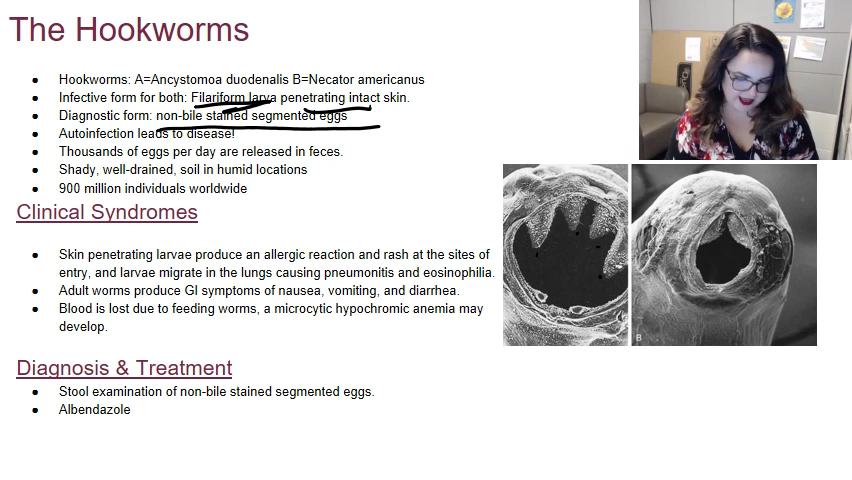 The Hookworms
● Hookworms: A=Ancystomoa duodenalis B=Necator americanus
● Infective form for both: Filariform larva penetrating intact skin.
● Diagnostic form: non-bile stained segmented eggs
● Autoinfection leads to disease!
● Thousands of eggs per day are released in feces.
● Shady, well-drained, soil in humid locations
● 900 million individuals worldwide
Clinical Syndromes
● Skin penetrating larvae produce an allergic reaction and rash at the sites of
entry, and larvae migrate in the lungs causing pneumonitis and eosinophilia.
● Adult worms produce GI symptoms of nausea, vomiting, and diarrhea.
● Blood is lost due to feeding worms, a microcytic hypochromic anemia may
develop.
Diagnosis & Treatment
● Stool examination of non-bile stained segmented eggs.
● Albendazole
B